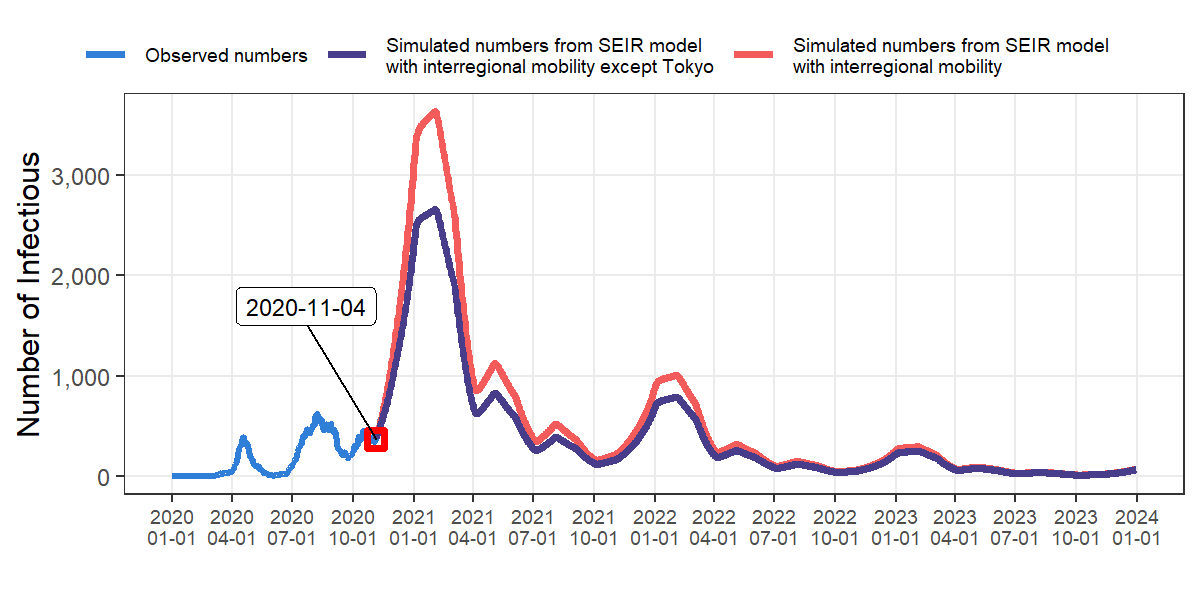 Observed numbers
Simulated numbers from SEIR model
with interregional mobility except Tokyo
Simulated numbers from SEIR model
with interregional mobility
Number of Infectious
3,000
2,000
1,000
0
2020-11-04
2020 2020 2020 2020 2021 2021 2021 2021 2022 2022 2022 2022 2023 2023 2023 2023 2024
01-01 04-01 07-01 10-01 01-01 04-01 07-01 10-01 01-01 04-01 07-01 10-01 01-01 04-01 07-01 10-01 01-01